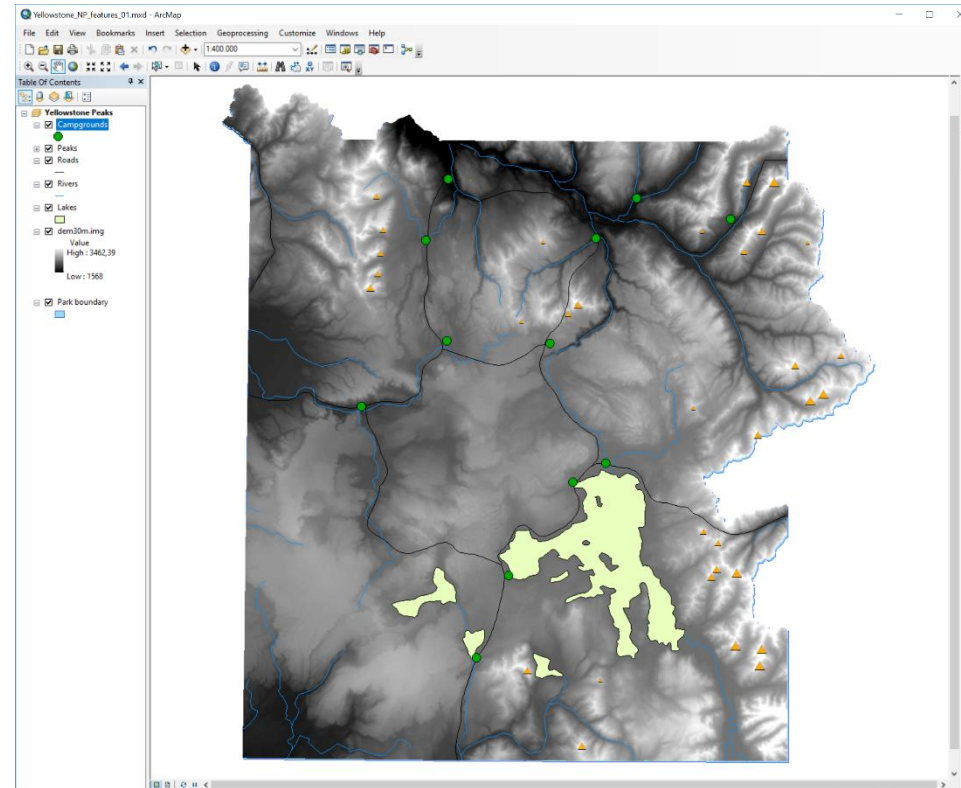 Yellowstone_NP_features_01.mxd - ArcMap
File Edit View Bookmarks Insert Selection Geoprocessing Customize Windows Help
1:400.000
Table Of Contents
Yellowstone Peaks
Campgrounds
Peaks
Roads
Rivers
Lakes
dem30m.img
Value
High : 3462,39
Low : 1568
Park boundary